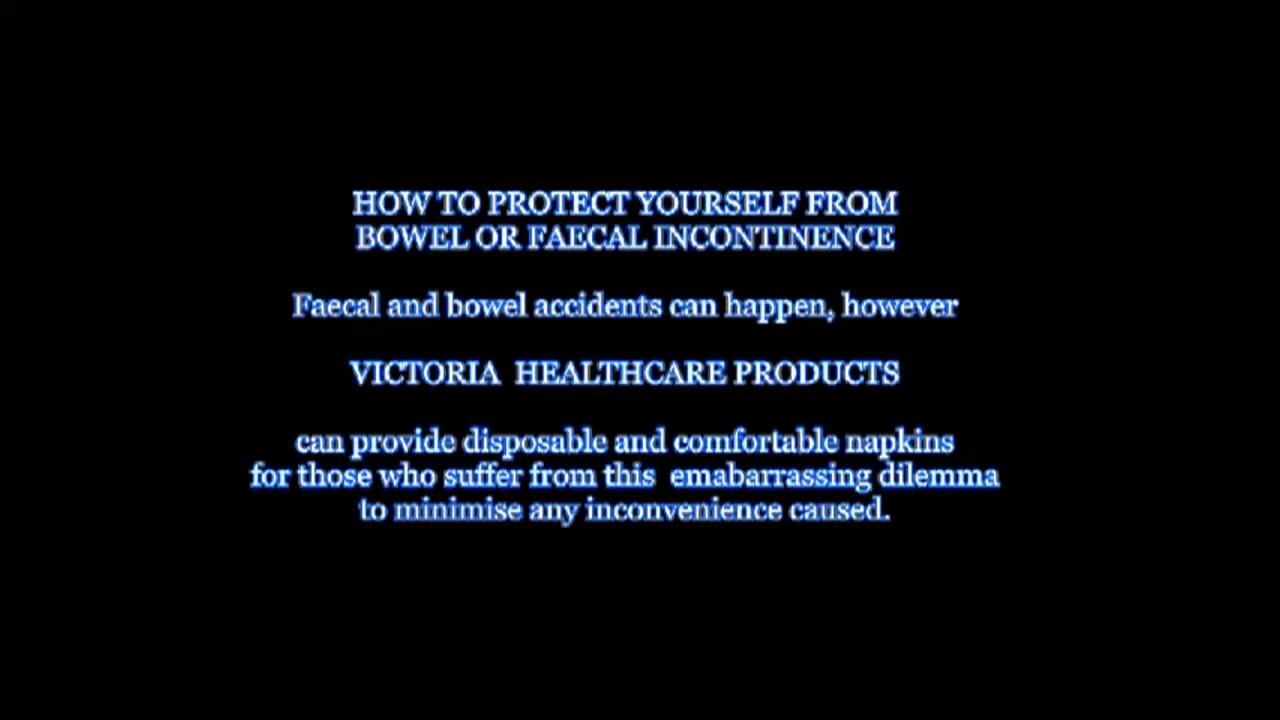 HOW TO PROTECT YOURSELF FROM
BOWEL OR FAECAL INCONTINENCE
Faecal and bowel accidents can happen, however
VICTORIA  HEALTHCARE PRODUCTS
can provide disposable and comfortable napkins
for those who suffer from this  emabarrassing dilemma
to minimise any inconvenience caused.